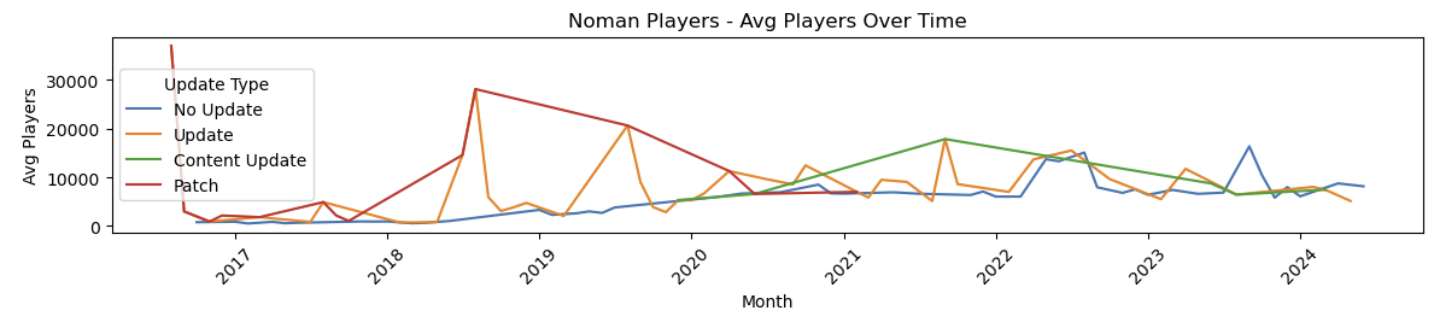 Noman Players - Avg Players Over Time
Avg Players
30000
20000
10000
0
Update Type
No Update
Update
Content Update
Patch
2017
2018
2019
2020
2021
2022
2023
2024
Month